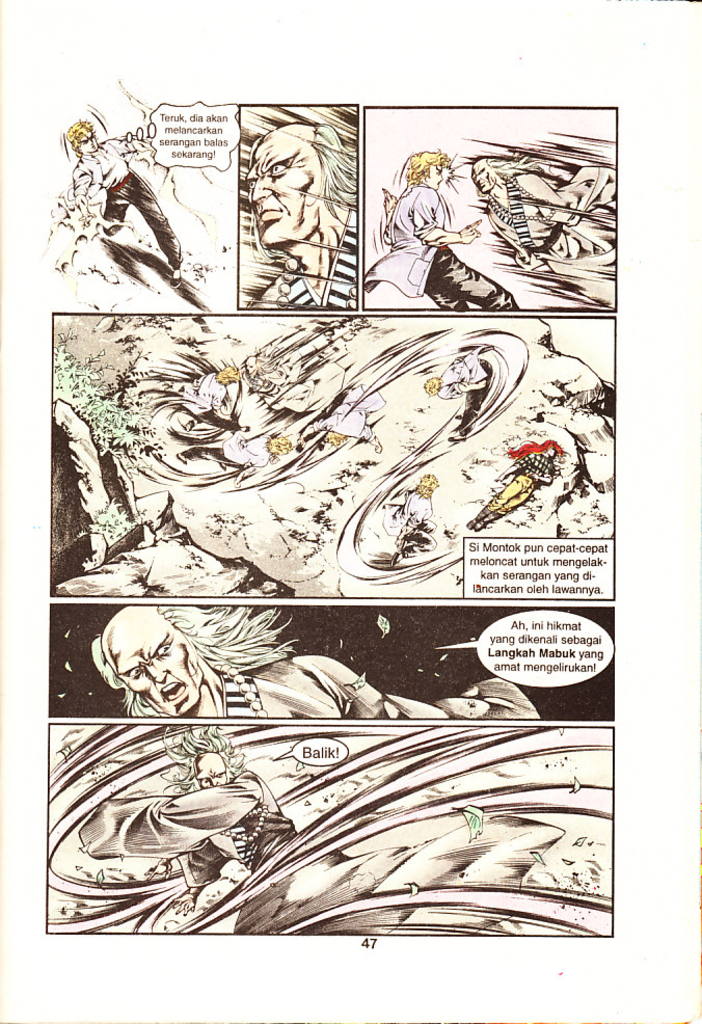 Teruk, dia akan
melancarkan
serangan balas
sekarang!
Si Montok pun cepat-cepat
meloncat untuk mengelak-
kan serangan yang di-
lancarkan oleh lawannya.
Ah, ini hikmat
yang dikenali sebagai
Langkah Mabuk yang
amat mengelirukan!
Balik!
47